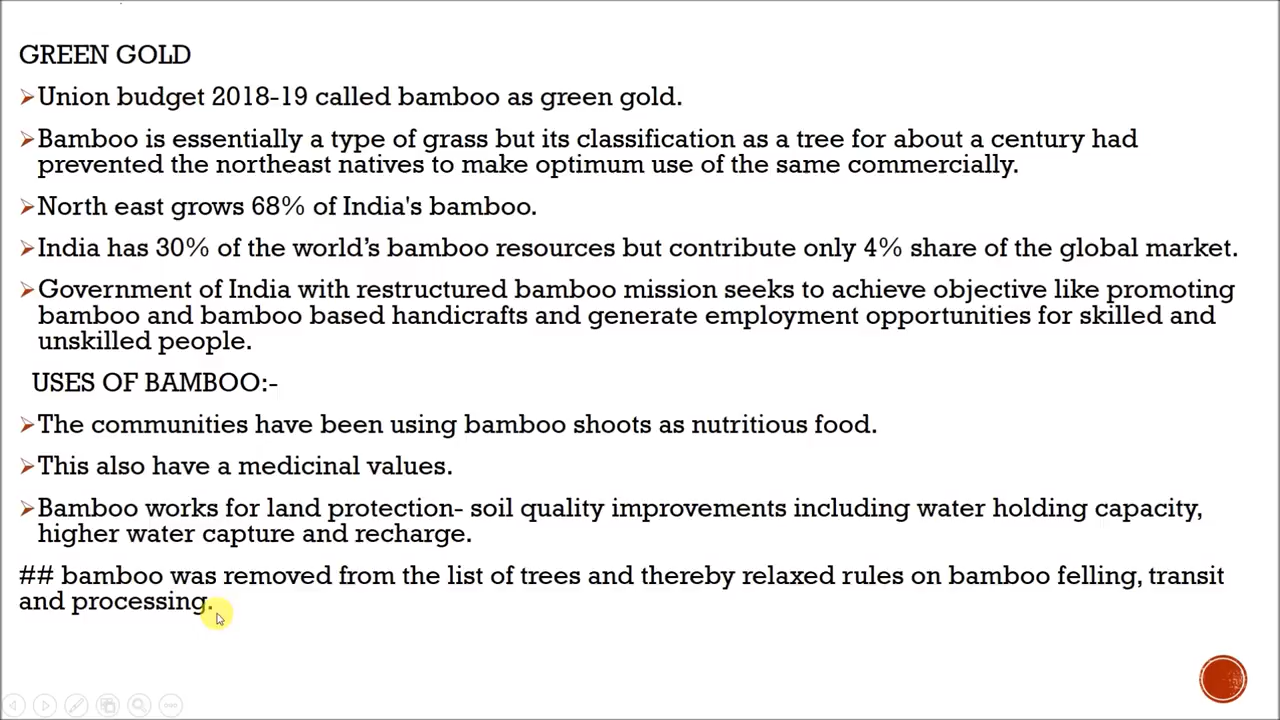 GREEN GOLD
➢Union budget 2018-19 called bamboo as green gold.
➢Bamboo is essentially a type of grass but its classification as a tree for about a century had
prevented the northeast natives to make optimum use of the same commercially.
➢North east grows 68% of India's bamboo.
➢India has 30% of the world’s bamboo resources but contribute only 4% share of the global market.
➢Government of India with restructured bamboo mission seeks to achieve objective like promoting
bamboo and bamboo based handicrafts and generate employment opportunities for skilled and
unskilled people.
USES OF BAMBOO:-
➢The communities have been using bamboo shoots as nutritious food.
➢This also have a medicinal values.
➢Bamboo works for land protection- soil quality improvements including water holding capacity,
higher water capture and recharge.
## bamboo was removed from the list of trees and thereby relaxed rules on bamboo felling, transit
and processing.